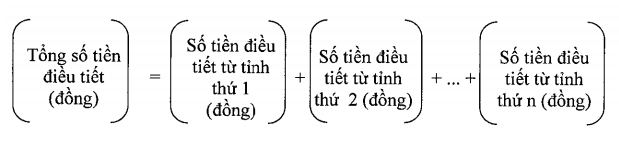 Tổng số tiền
điều tiết
(đồng)
=
Số tiền điều
tiết từ tỉnh
thứ 1
(đồng)
+
Số tiền điều
tiết từ tỉnh
thứ 2 (đồng)
+ ... +
Số tiền điều
tiết từ tỉnh
thứ n (đồng)